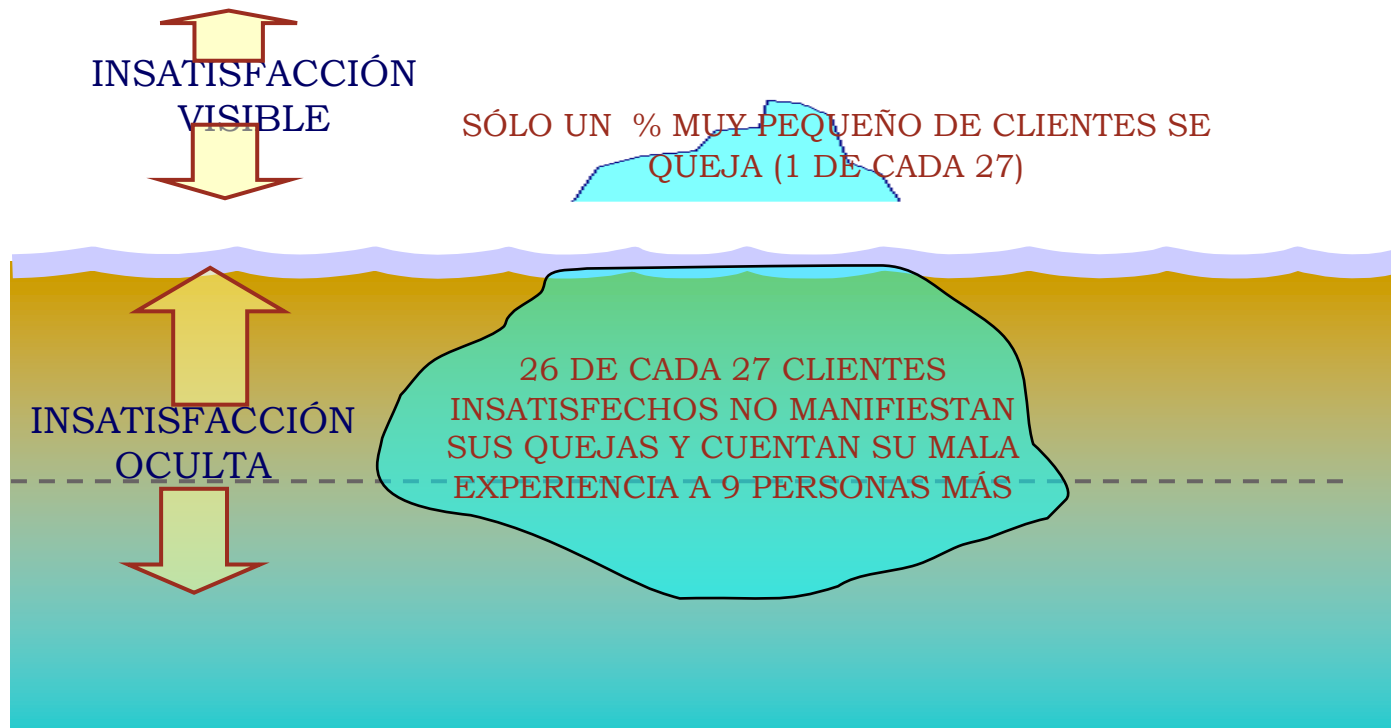 INSATISFACCIÓN
VISIBLE
SÓLO UN % MUY PEQUEÑO DE CLIENTES SE
QUEJA (1 DE CADA 27)
26 DE CADA 27 CLIENTES
INSATISFECHOS NO MANIFIESTAN
SUS QUEJAS Y CUENTAN SU MALA
EXPERIENCIA A 9 PERSONAS MÁS
INSATISFACCIÓN
OCULTA